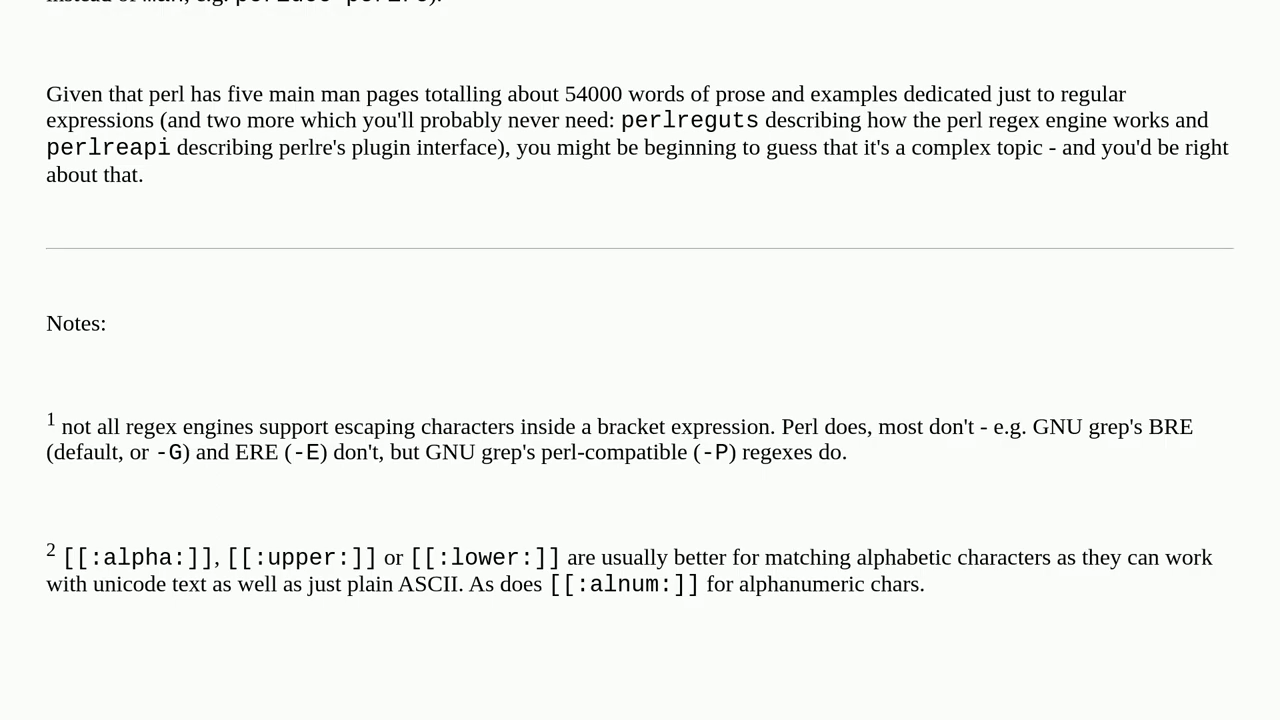 instead of man, e.g. perldoc perlre).
Given that perl has five main man pages totalling about 54000 words of prose and examples dedicated just to regular
expressions (and two more which you'll probably never need: perlreguts describing how the perl regex engine works and
perlreapi describing perlre's plugin interface), you might be beginning to guess that it's a complex topic - and you'd be right
about that.
Notes:
1 not all regex engines support escaping characters inside a bracket expression. Perl does, most don't - e.g. GNU grep's BRE
(default, or -G) and ERE (-E) don't, but GNU grep's perl-compatible (-P) regexes do.
2 [[:alpha:]], [[:upper:]] or [[:lower:]] are usually better for matching alphabetic characters as they can work
with unicode text as well as just plain ASCII. As does [[:alnum:]] for alphanumeric chars.